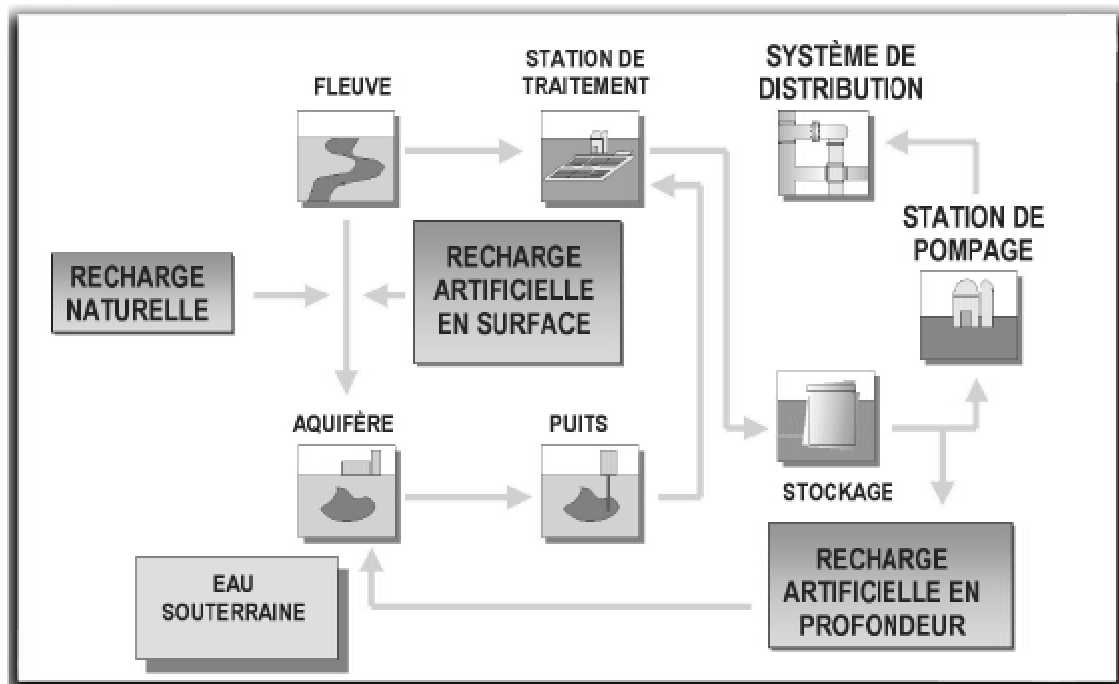 FLEUVE
STATION DE
TRAITEMENT
SYSTÈME DE
DISTRIBUTION
RECHARGE
NATURELLE
RECHARGE
ARTIFICIELLE
EN SURFACE
STATION DE
POMPAGE
AQUIFÈRE
PUITS
STOCKAGE
EAU
SOUTERRAINE
RECHARGE
ARTIFICIELLE EN
PROFONDEUR